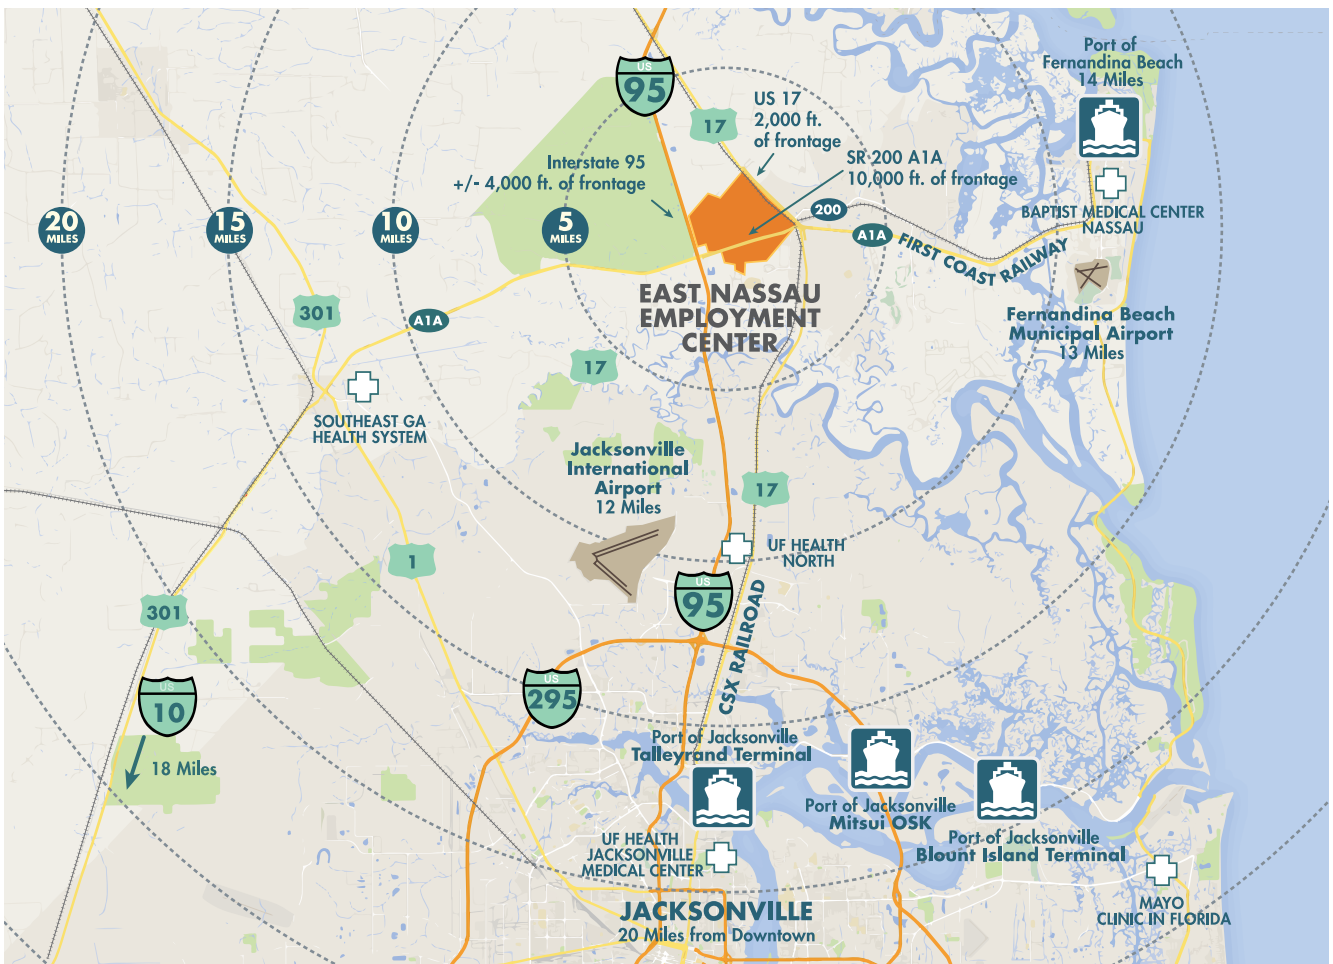 Port of
Fernandina Beach
14 Miles
US
95
17
US 17
2,000 ft.
of frontage
Interstate 95
+/- 4,000 ft. of frontage
SR 200 A1A
10,000 ft. of frontage
BAPTIST MEDICAL CENTER
NASSAU
20
MILES
15
MILES
10
MILES
5
MILES
200
A1A
FIRST COAST RAILWAY
EAST NASSAU
EMPLOYMENT
CENTER
301
A1A
Fernandina Beach
Municipal Airport
13 Miles
17
SOUTHEAST GA
HEALTH SYSTEM
Jacksonville
International
Airport
12 Miles
17
UF HEALTH
NORTH
1
US
95
CSX RAILROAD
301
US
10
18 Miles
US
295
Port of Jacksonville
Talleyrand Terminal
Port of Jacksonville
Mitsui OSK
Port of Jacksonville
Blount Island Terminal
UF HEALTH
JACKSONVILLE
MEDICAL CENTER
MAYO
CLINIC IN FLORIDA
JACKSONVILLE
20 Miles from Downtown